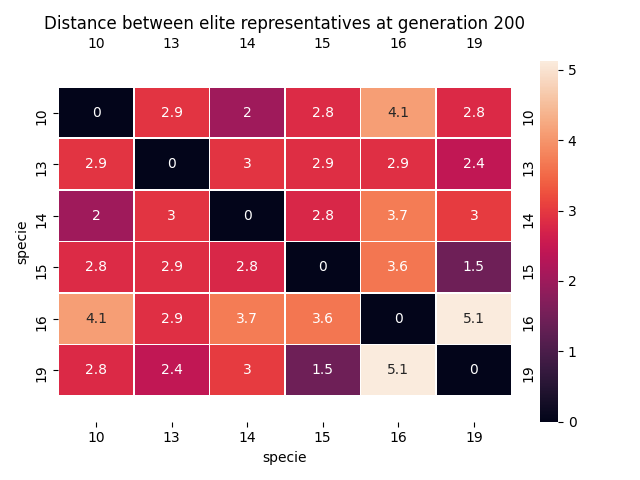 Distance between elite representatives at generation 200
10 13 14 15 16 19
10 0 2.9 2 2.8 4.1 2.8 10
13 2.9 0 3 2.9 2.9 2.4 13
14 2 3 0 2.8 3.7 3 14
15 2.8 2.9 2.8 0 3.6 1.5 15
16 4.1 2.9 3.7 3.6 0 5.1 16
19 2.8 2.4 3 1.5 5.1 0 19
specie
10 13 14 15 16 19
specie
5
4
3
2
1
0